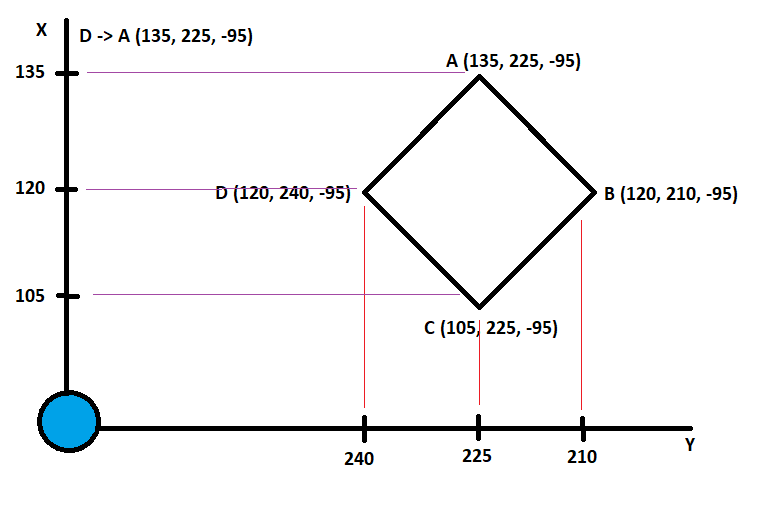 X
D -> A (135, 225, -95)
A (135, 225, -95)
135
120
D (120, 240, -95)
B (120, 210, -95)
105
C (105, 225, -95)
Y
240
225
210